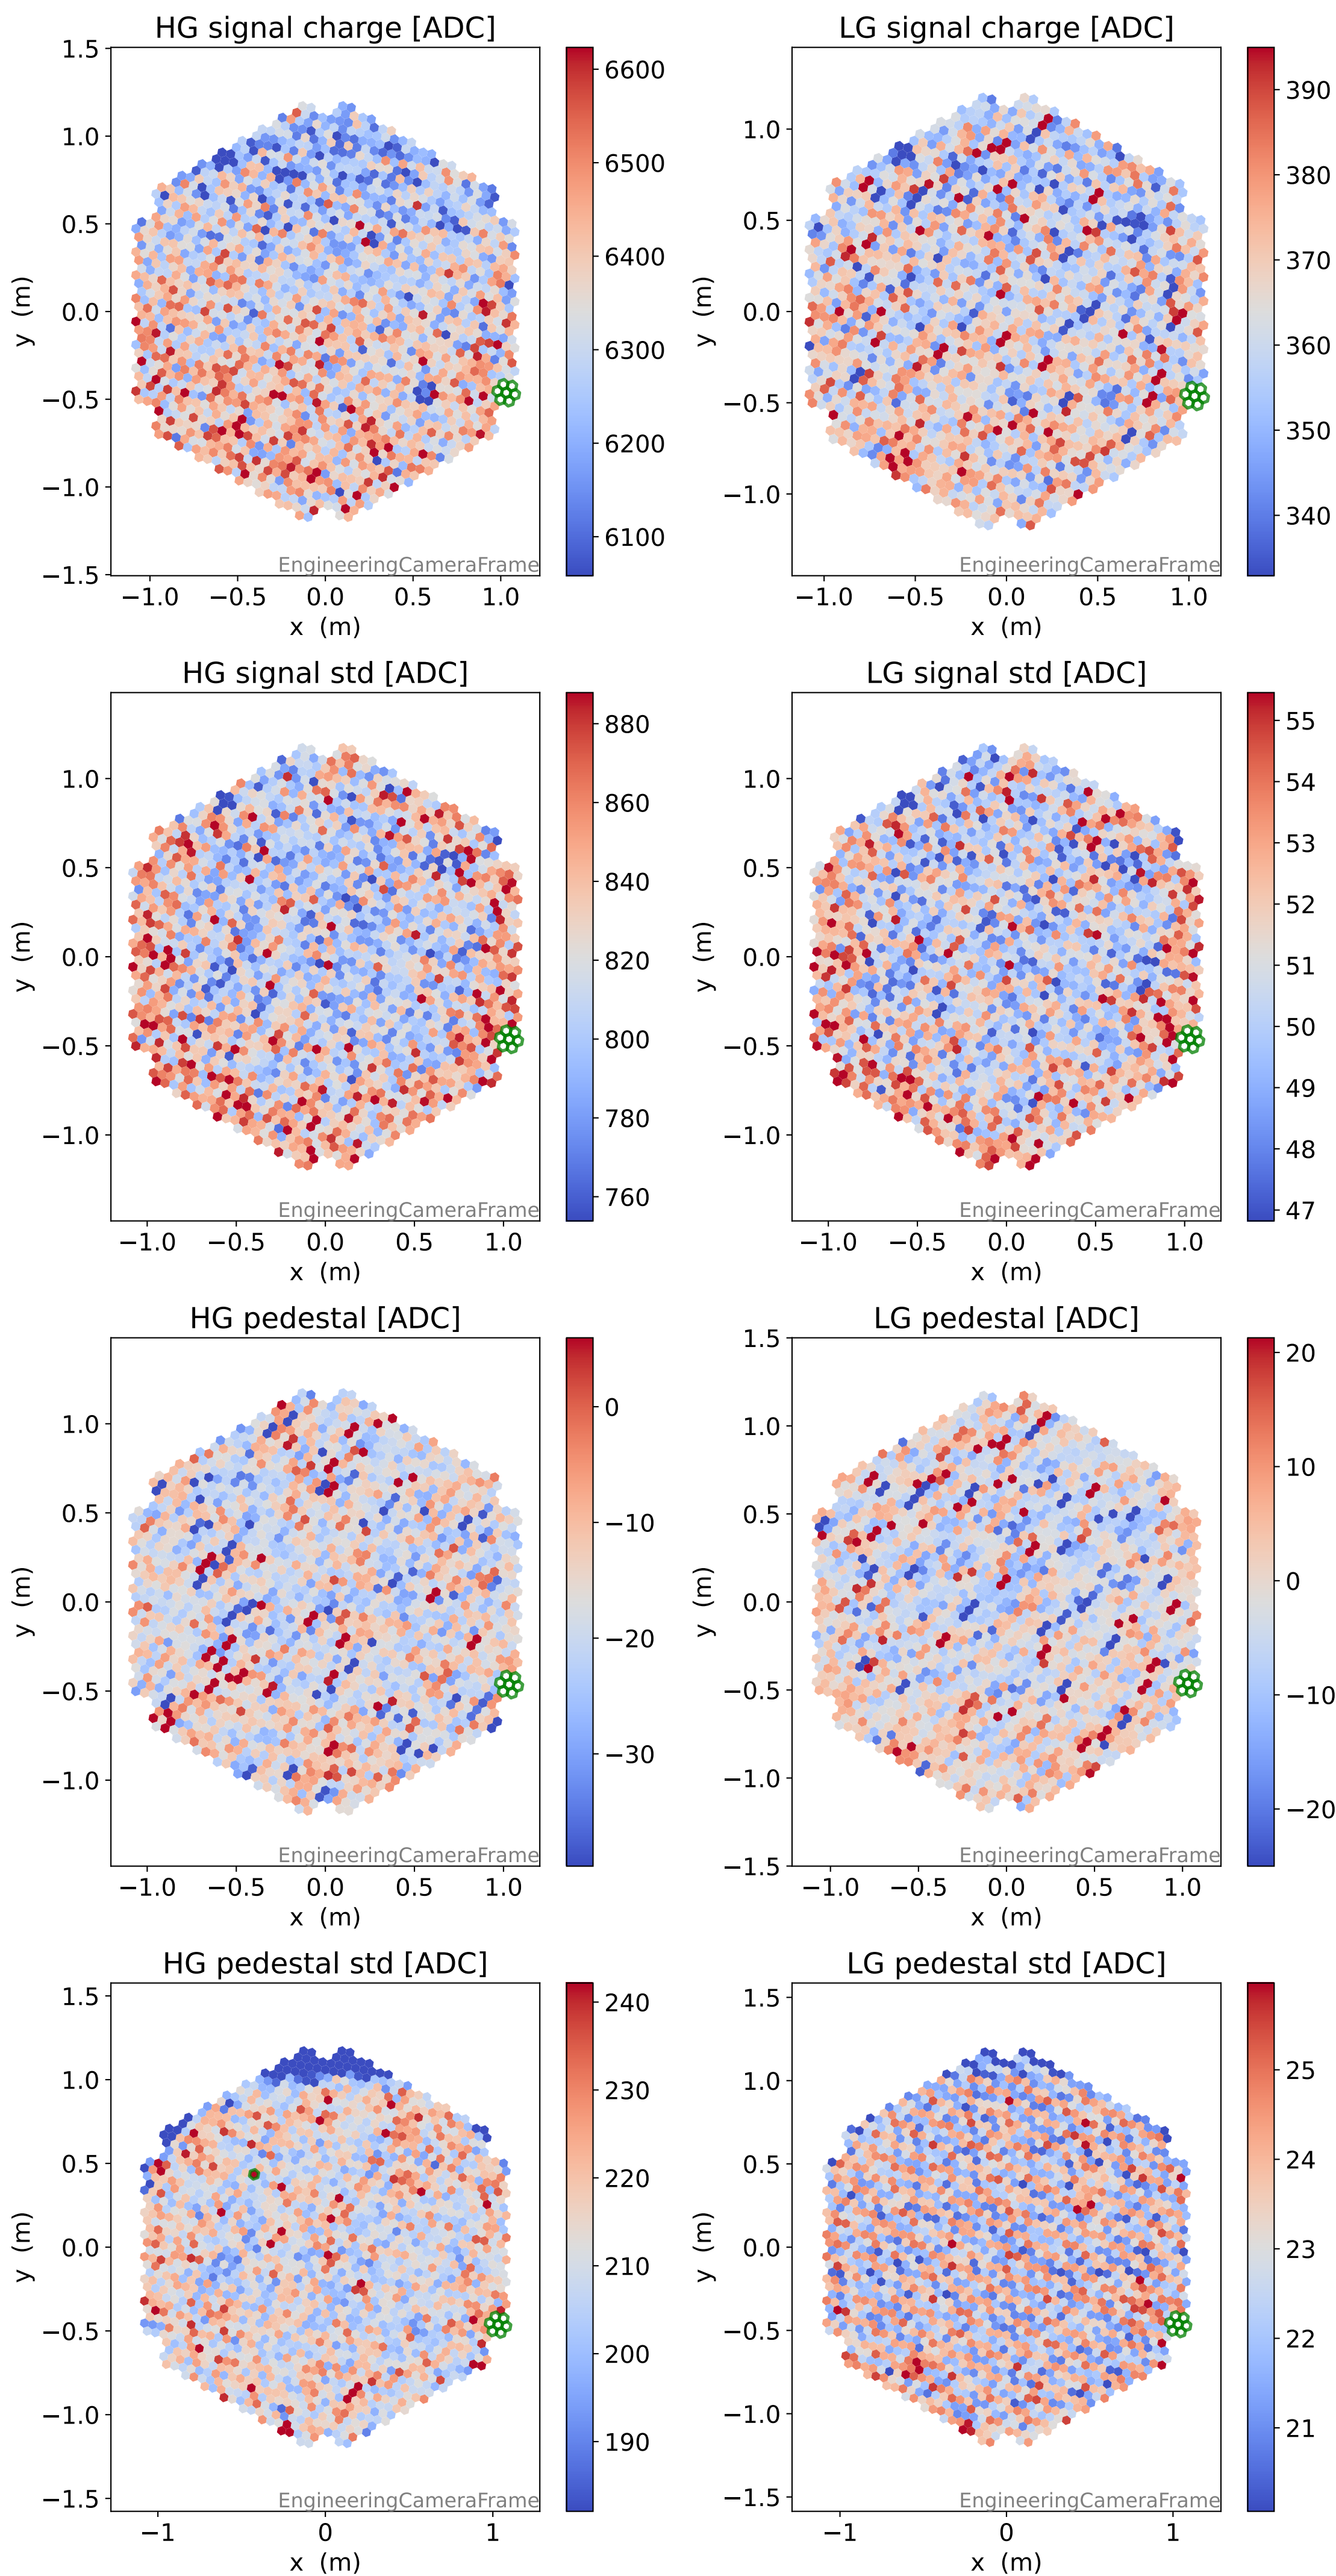 HG signal charge [ADC]
1.5
1.0
0.5
0.0
−0.5
−1.0
−1.5
y (m)
−1.0 −0.5 0.0 0.5 1.0
x (m)
EngineeringCameraFrame
6600
6500
6400
6300
6200
6100
LG signal charge [ADC]
1.0
0.5
0.0
−0.5
−1.0
y (m)
−1.0 −0.5 0.0 0.5 1.0
x (m)
EngineeringCameraFrame
390
380
370
360
350
340
HG signal std [ADC]
1.0
0.5
0.0
−0.5
−1.0
y (m)
−1.0 −0.5 0.0 0.5 1.0
x (m)
EngineeringCameraFrame
880
860
840
820
800
780
760
LG signal std [ADC]
1.0
0.5
0.0
−0.5
−1.0
y (m)
−1.0 −0.5 0.0 0.5 1.0
x (m)
EngineeringCameraFrame
55
54
53
52
51
50
49
48
47
HG pedestal [ADC]
1.0
0.5
0.0
−0.5
−1.0
y (m)
−1.0 −0.5 0.0 0.5 1.0
x (m)
EngineeringCameraFrame
0
−10
−20
−30
LG pedestal [ADC]
1.5
1.0
0.5
0.0
−0.5
−1.0
−1.5
y (m)
−1.0 −0.5 0.0 0.5 1.0
x (m)
EngineeringCameraFrame
20
10
0
−10
−20
HG pedestal std [ADC]
1.5
1.0
0.5
0.0
−0.5
−1.0
−1.5
y (m)
−1 0 1
x (m)
EngineeringCameraFrame
240
230
220
210
200
190
LG pedestal std [ADC]
1.5
1.0
0.5
0.0
−0.5
−1.0
−1.5
y (m)
−1 0 1
x (m)
EngineeringCameraFrame
25
24
23
22
21